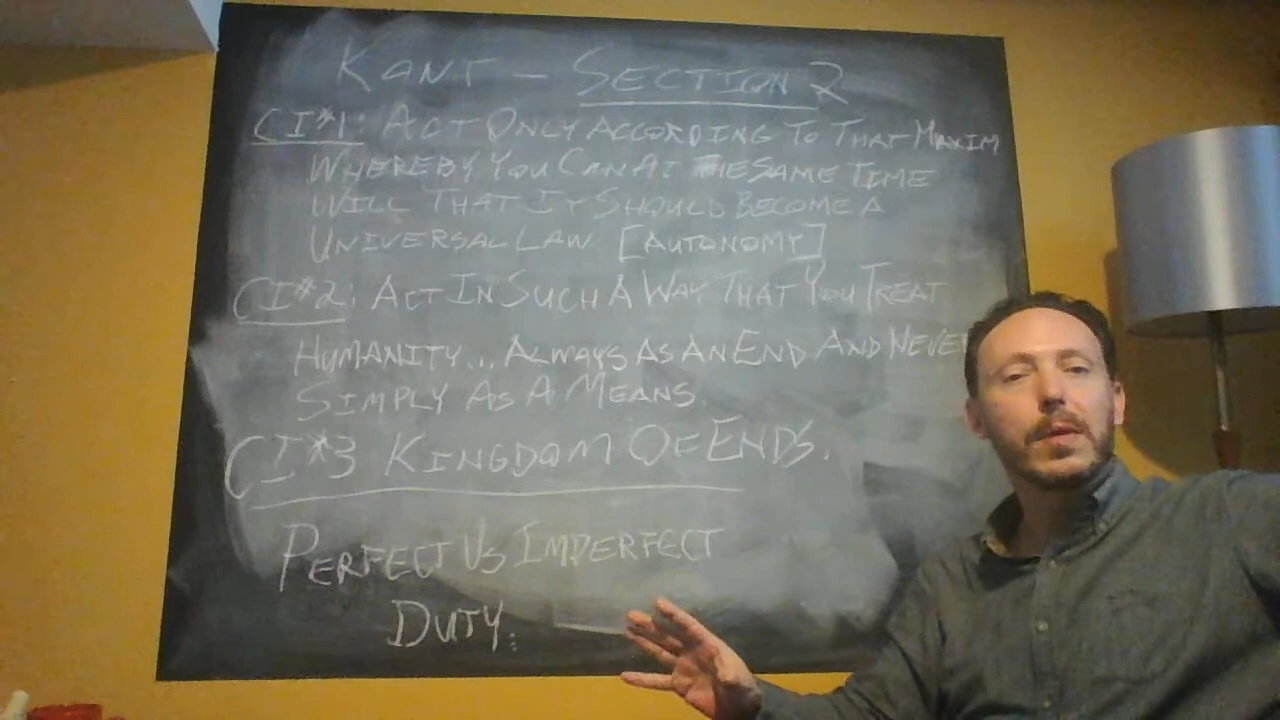 KANT – SECTION 2
CI#1: ACT ONLY ACCORDING TO THAT MAXIM
WHEREBY YOU CAN AT THE SAME TIME
WILL THAT IT SHOULD BECOME A
UNIVERSAL LAW [AUTONOMY]
CI#2: ACT IN SUCH A WAY THAT YOU TREAT
HUMANITY... ALWAYS AS AN END AND NEVER
SIMPLY AS A MEANS.
CI#3 KINGDOM OF ENDS.
PERFECT VS IMPERFECT
DUTY: